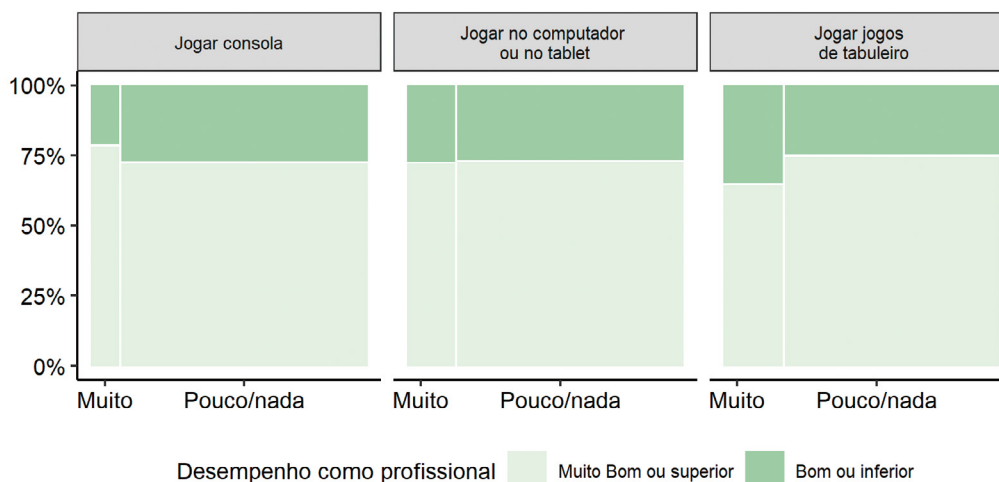 Jogar consola
Jogar no computador
ou no tablet
Jogar jogos
de tabuleiro
100%
75%
50%
25%
0%
Muito Pouco/nada Muito Pouco/nada Muito Pouco/nada
Desempenho como profissional Muito Bom ou superior Bom ou inferior